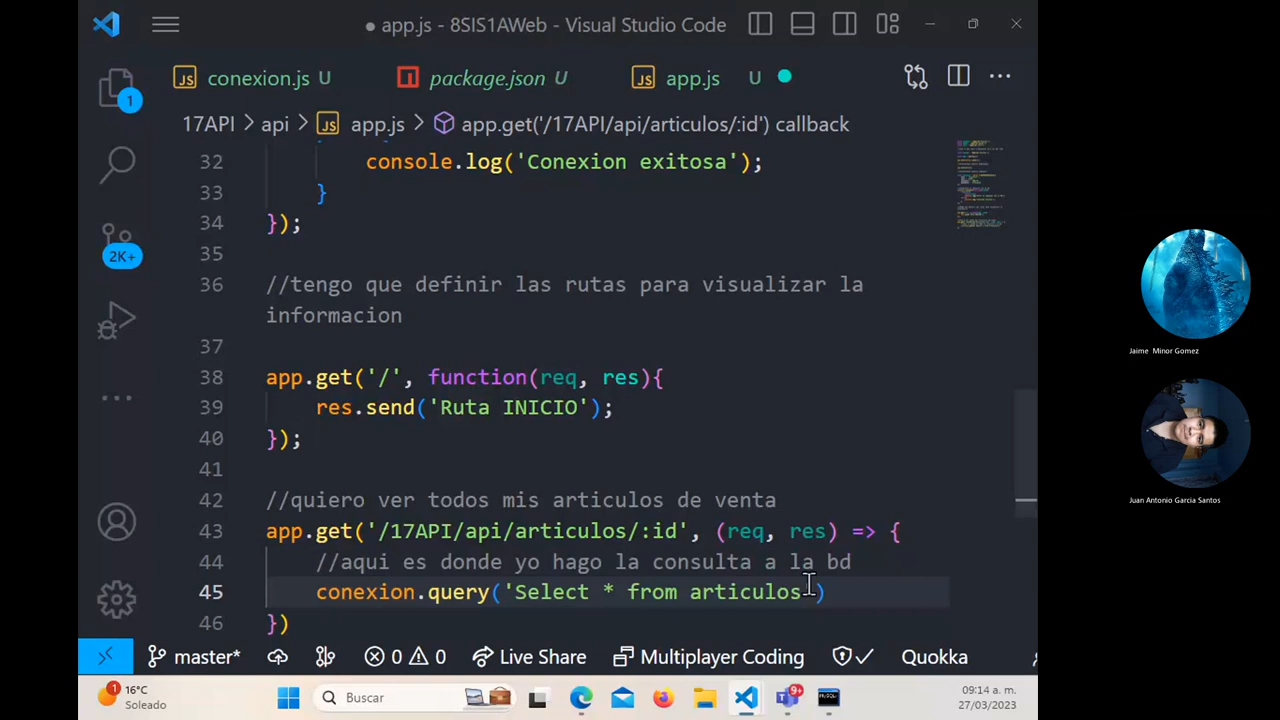 app.js - 8SIS1AWeb - Visual Studio Code
JS conexion.js U
package.json U
JS app.js U
1
17API > api > JS app.js > app.get('/17API/api/articulos/:id') callback
32 console.log('Conexion exitosa');
33 }
34 });
35
36 //tengo que definir las rutas para visualizar la
informacion
37
38 app.get('/', function(req, res){
39 res.send('Ruta INICIO');
40 });
41
42 //quiero ver todos mis articulos de venta
43 app.get('/17API/api/articulos/:id', (req, res) => {
44 //aqui es donde yo hago la consulta a la bd
45 conexion.query('Select * from articulos')
46 })
2K+
master* 0 0 Live Share Multiplayer Coding Quokka
1
16°C
Soleado
Buscar
9+
09:14 a. m.
27/03/2023
Jaime Minor Gomez
Juan Antonio Garcia Santos